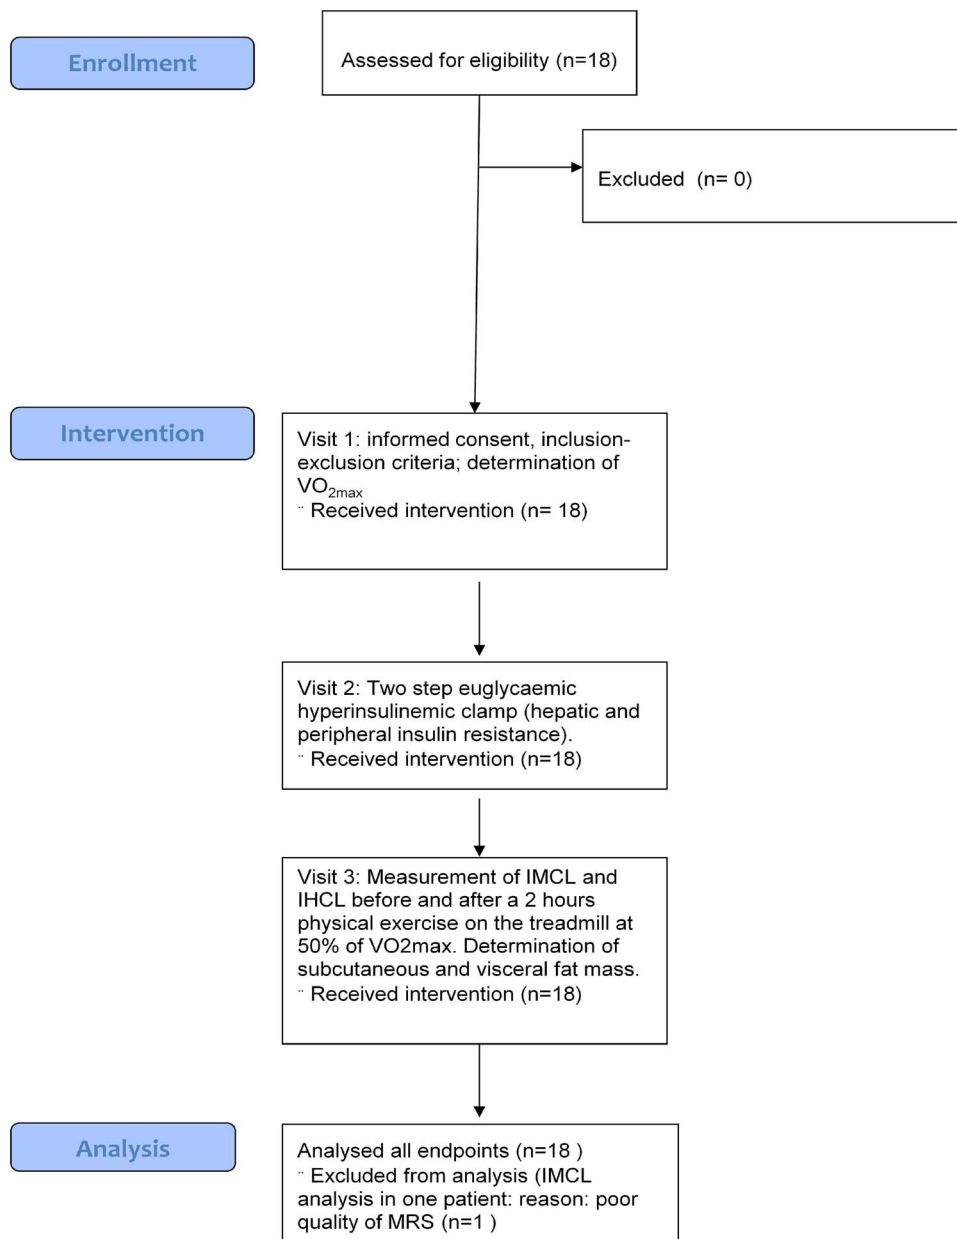 Enrollment
Assessed for eligibility (n=18)
Excluded  (n= 0)
Intervention
Visit 1: informed consent, inclusion-
exclusion criteria; determination of
VO2max
¨ Received intervention (n= 18)
Visit 2: Two step euglycaemic
hyperinsulinemic clamp (hepatic and
peripheral insulin resistance).
¨ Received intervention (n=18)
Visit 3: Measurement of IMCL and
IHCL before and after a 2 hours
physical exercise on the treadmill at
50% of VO2max. Determination of
subcutaneous and visceral fat mass.
¨ Received intervention (n=18)
Analysis
Analysed all endpoints (n=18 )
¨ Excluded from analysis (IMCL
analysis in one patient: reason: poor
quality of MRS (n=1 )